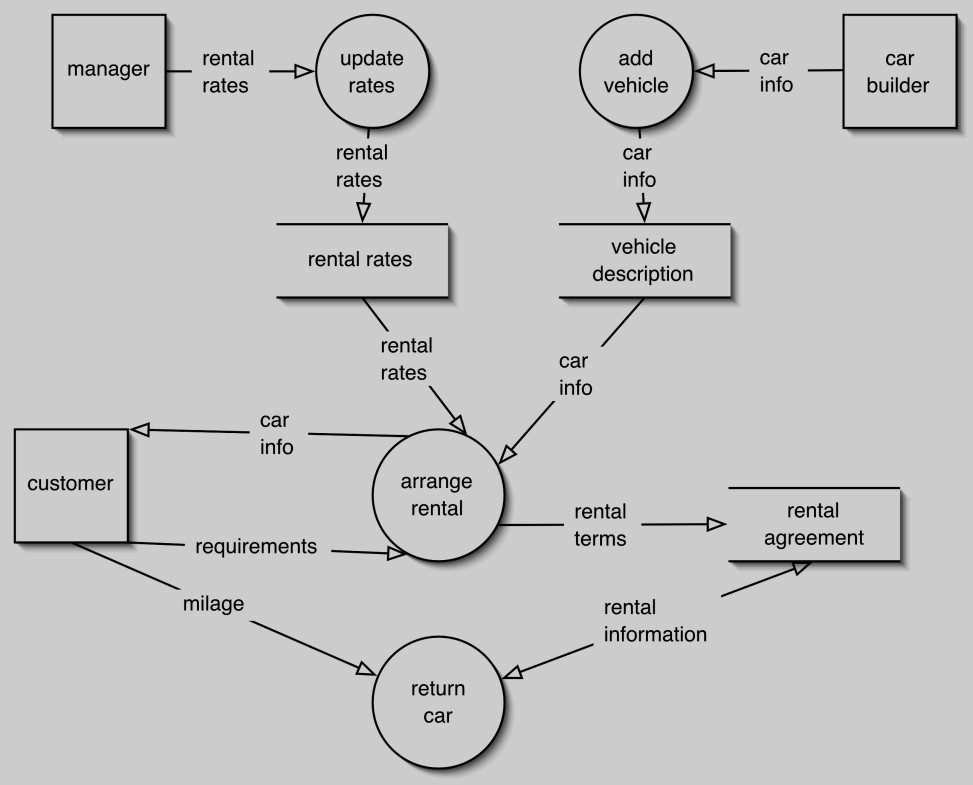 manager
rental
rates
update
rates
add
vehicle
car
info
car
builder
rental
rates
car
info
rental rates
vehicle
description
rental
rates
car
info
car
info
customer
arrange
rental
rental
terms
rental
agreement
requirements
milage
rental
information
return
car